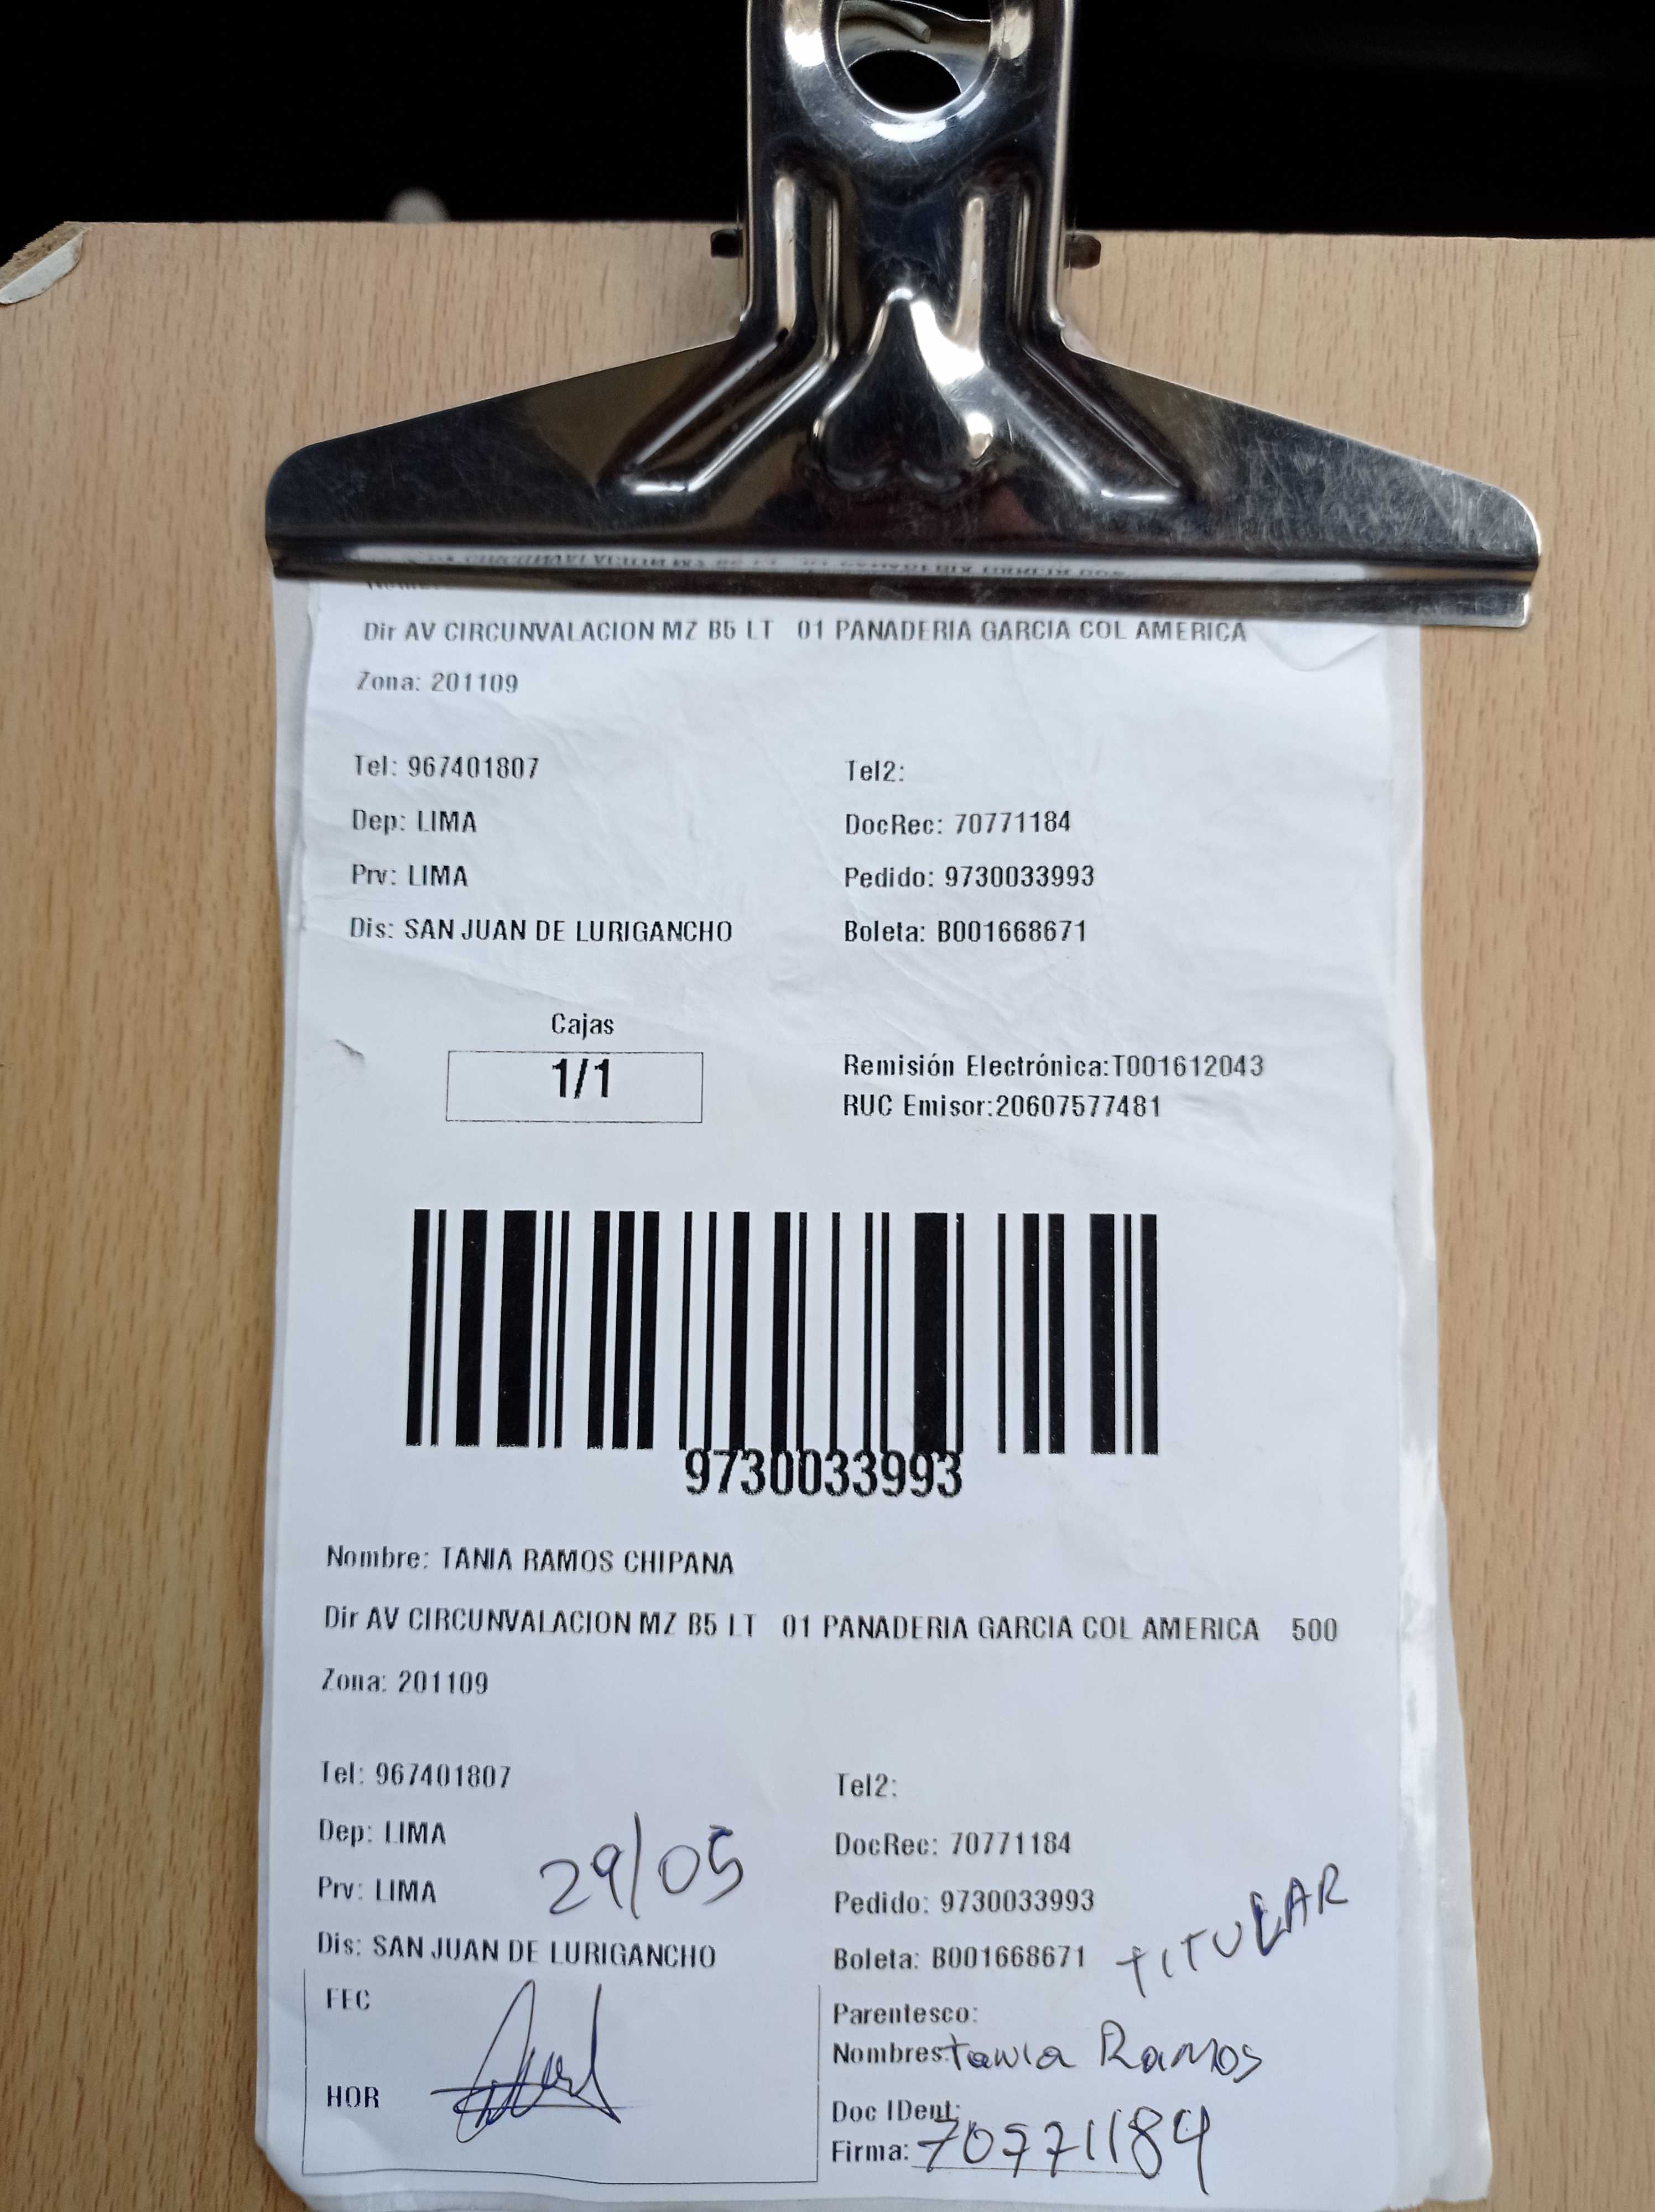 Dir AV CIRCUNVALACION MZ B5 LT 01 PANADERIA GARCIA COL AMERICA
Zona: 201109
Tel: 967401807 Tel2:
Dep: LIMA DocRec: 70771184
Prv: LIMA Pedido: 9730033993
Dis: SAN JUAN DE LURIGANCHO Boleta: B001668671
Cajas
1/1
Remisión Electrónica:T001612043
RUC Emisor:20607577481
9730033993
Nombre: TANIA RAMOS CHIPANA
Dir AV CIRCUNVALACION MZ B5 LT 01 PANADERIA GARCIA COL AMERICA 500
Zona: 201109
Tel: 967401807 Tel2:
Dep: LIMA DocRec: 70771184
29/05
Prv: LIMA Pedido: 9730033993
Dis: SAN JUAN DE LURIGANCHO Boleta: B001668671
TITULAR
FEC Parentesco:
Nombres: Tania Ramos
HOR Doc IDent:
Firma: 70771184